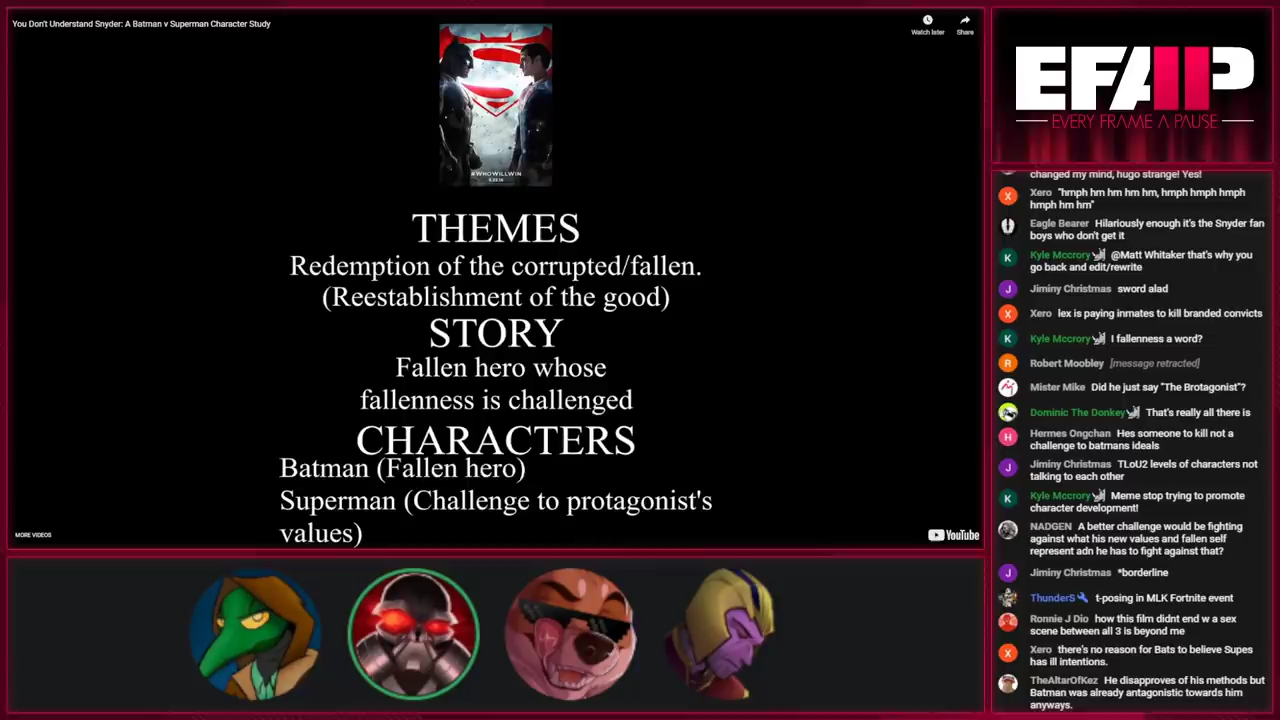 You Don't Understand Snyder: A Batman v Superman Character Study
Watch later
Share
#WHOWILLWIN
THEMES
Redemption of the corrupted/fallen.
(Reestablishment of the good)
STORY
Fallen hero whose
fallenness is challenged
CHARACTERS
Batman (Fallen hero)
Superman (Challenge to protagonist's
values)
MORE VIDEOS
YouTube
EFAP
EVERY FRAME A PAUSE
changed my mind, hugo strange! Yes!
X
Xero "hmph hm hm hm hm, hmph hmph hmph
hmph hm hm"
Eagle Bearer Hilariously enough it's the Snyder fan
boys who don't get it
K
Kyle Mccrory @Matt Whitaker that's why you
go back and edit/rewrite
J
Jiminy Christmas sword alad
X
Xero lex is paying inmates to kill branded convicts
K
Kyle Mccrory I fallenness a word?
R
Robert Moobley [message retracted]
Mister Mike Did he just say "The Brotagonist"?
Dominic The Donkey That's really all there is
H
Hermes Ongchan Hes someone to kill not a
challenge to batmans ideals
J
Jiminy Christmas TLoU2 levels of characters not
talking to each other
K
Kyle Mccrory Meme stop trying to promote
character development!
NADGEN A better challenge would be fighting
against what his new values and fallen self
represent adn he has to fight against that?
J
Jiminy Christmas *borderline
ThunderS t-posing in MLK Fortnite event
Ronnie J Dio how this film didnt end w a sex
scene between all 3 is beyond me
X
Xero there's no reason for Bats to believe Supes
has ill intentions.
TheAltarOfKez He disapproves of his methods but
Batman was already antagonistic towards him
anyways.